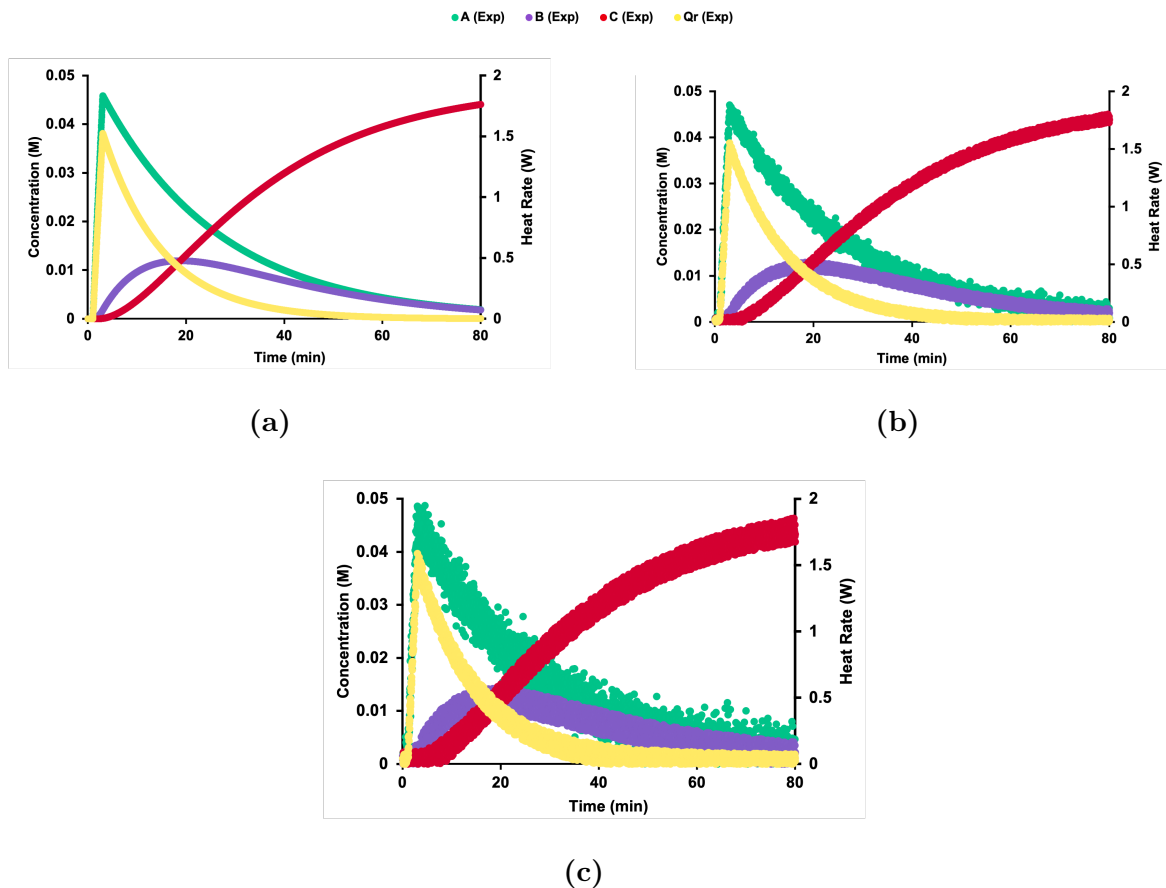 A (Exp) B (Exp) C (Exp) Qr (Exp)
0.05
0.04
0.03
0.02
0.01
0
Concentration (M)
2
1.5
1
0.5
0
Heat Rate (W)
0 20 40 60 80
Time (min)
(a)
0.05
0.04
0.03
0.02
0.01
0
Concentration (M)
2
1.5
1
0.5
0
Heat Rate (W)
0 20 40 60 80
Time (min)
(b)
0.05
0.04
0.03
0.02
0.01
0
Concentration (M)
2
1.5
1
0.5
0
Heat Rate (W)
0 20 40 60 80
Time (min)
(c)